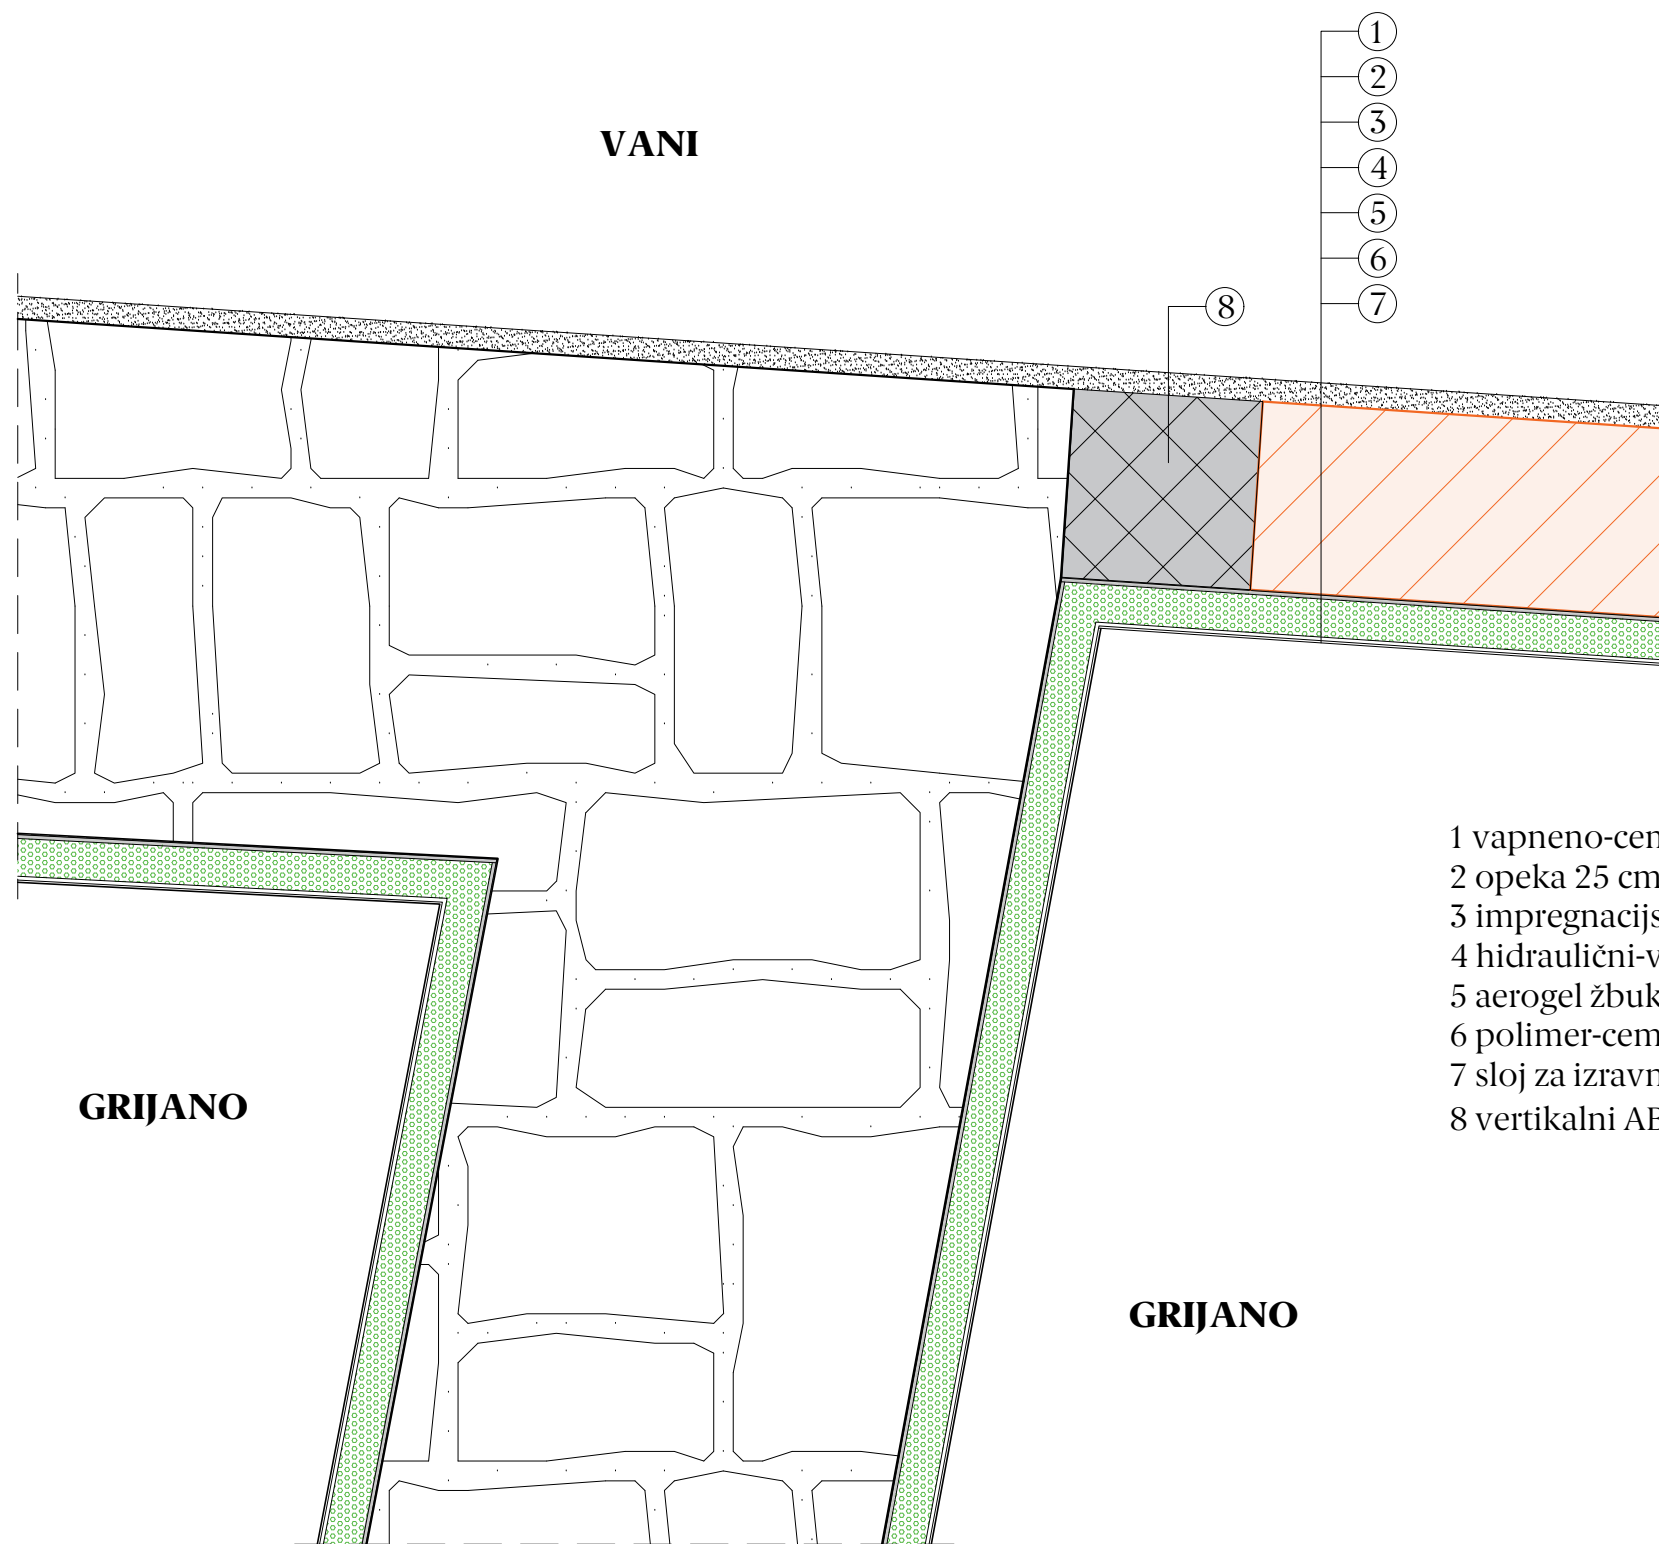 1
2
3
4
5
6
7
8
VANI
GRIJANO
GRIJANO
1 vapneno-cem
2 opeka 25 cm
3 impregnacijs
4 hidraulični-v
5 aerogel žbuk
6 polimer-cem
7 sloj za izravn
8 vertikalni AB